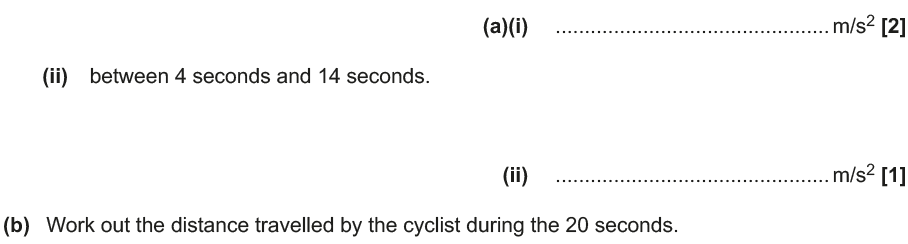 (a)(i) ................................................ m/s² [2]
(ii) between 4 seconds and 14 seconds.
(ii) ................................................ m/s² [1]
(b) Work out the distance travelled by the cyclist during the 20 seconds.